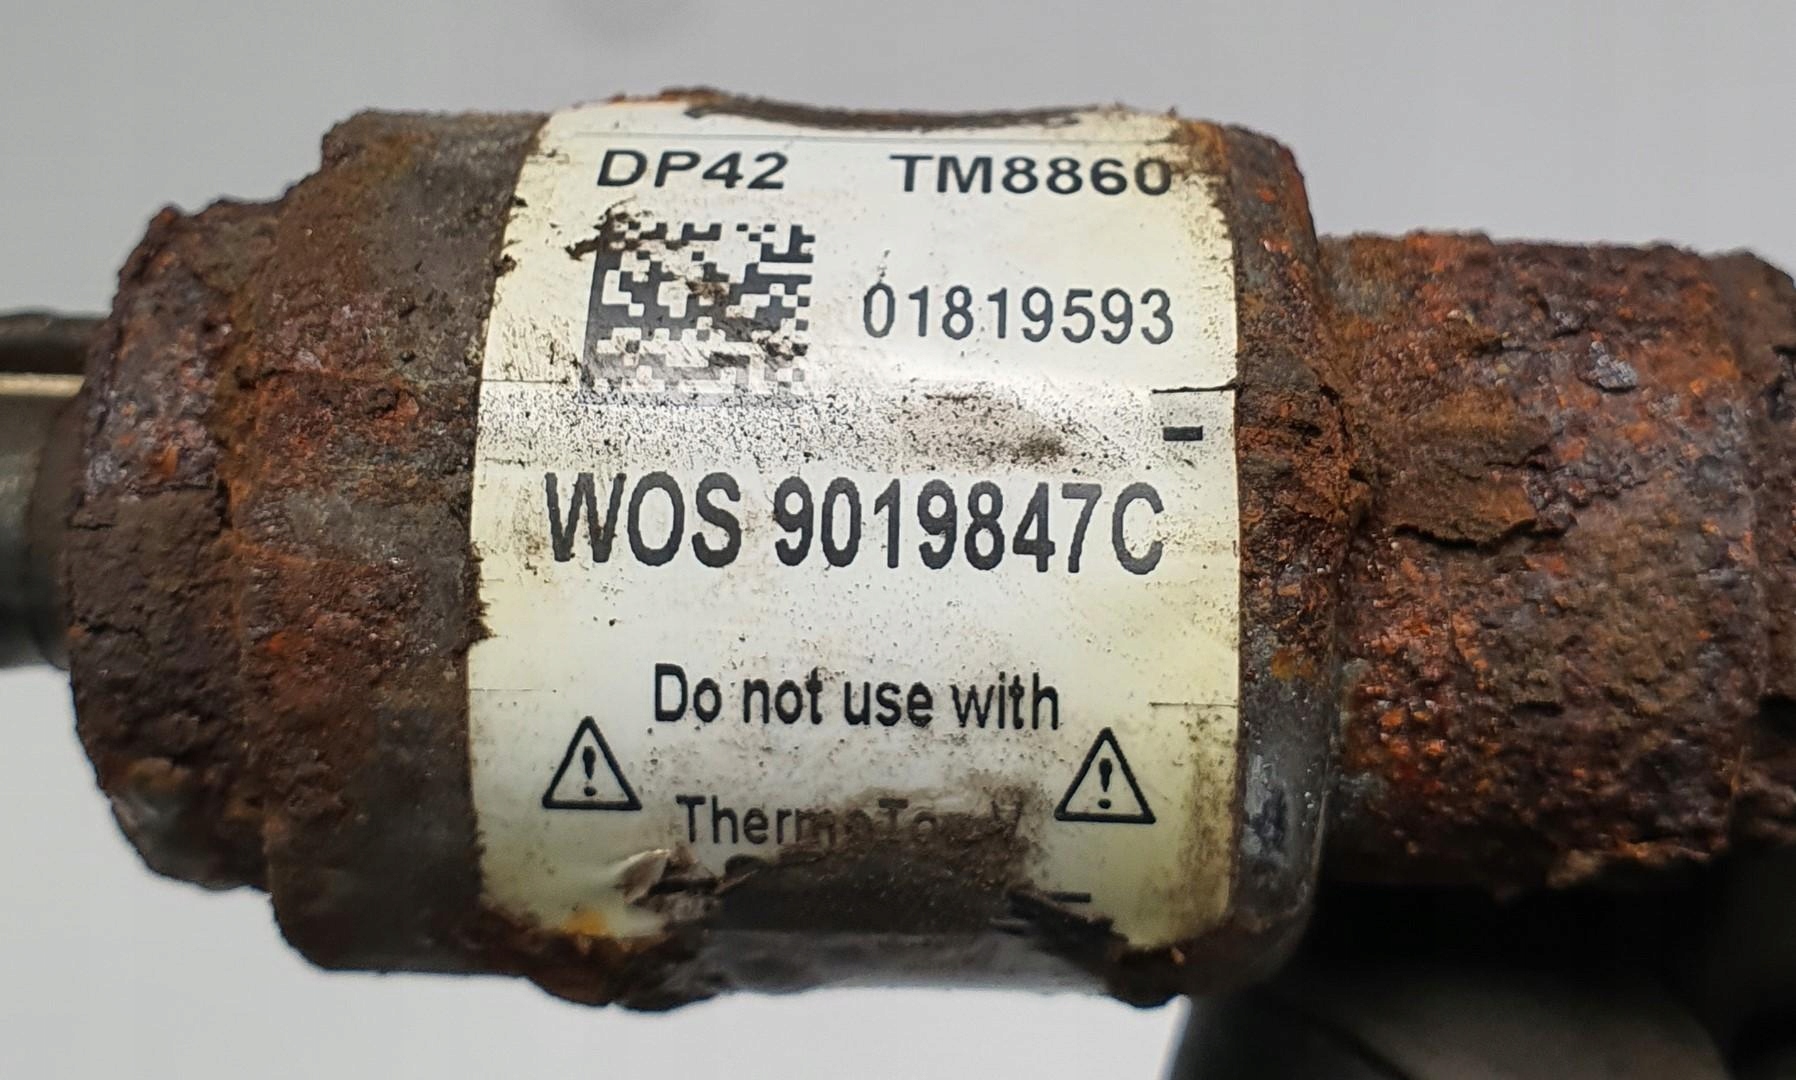 DP42 TM8860
01819593
-
WOS 9019847C
Do not use with